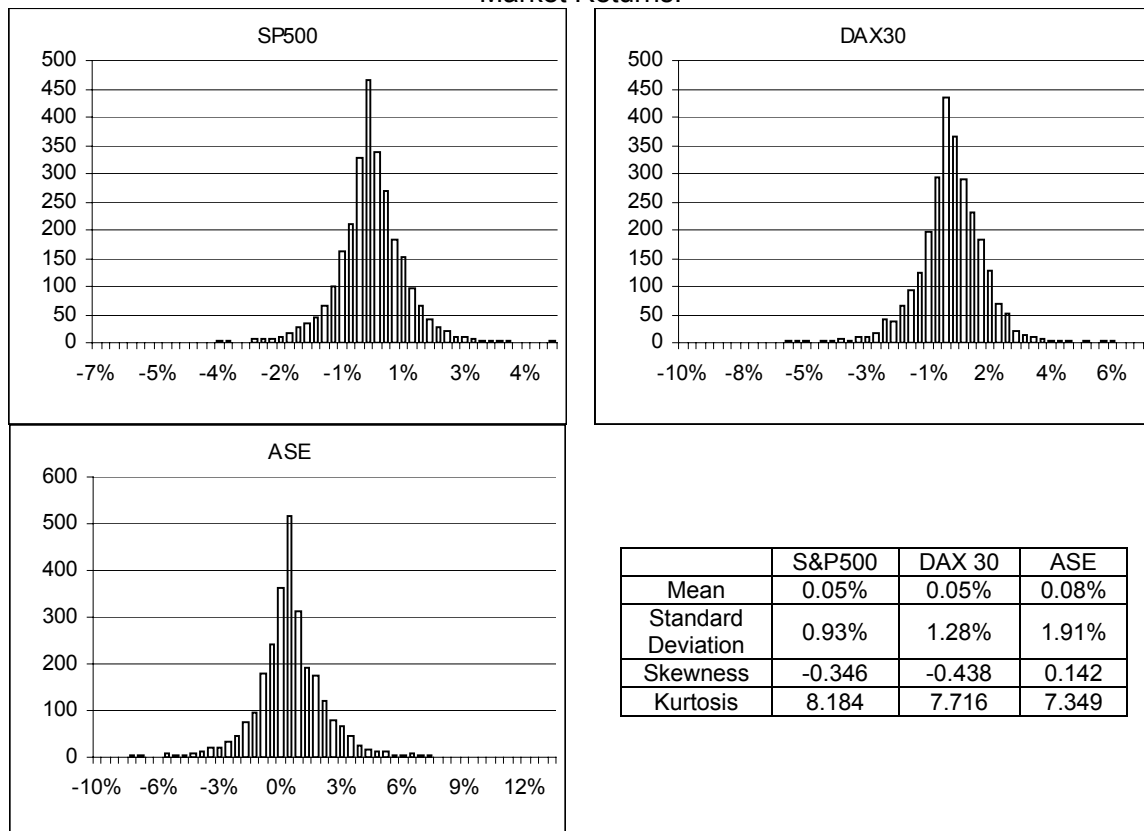 Market Returns.
SP500
500
450
400
350
300
250
200
150
100
50
0
-7% -5% -4% -2% -1% 1% 3% 4%
DAX30
500
450
400
350
300
250
200
150
100
50
0
-10% -8% -5% -3% -1% 2% 4% 6%
ASE
600
500
400
300
200
100
0
-10% -6% -3% 0% 3% 6% 9% 12%
S&P500 DAX 30 ASE
Mean 0.05% 0.05% 0.08%
Standard Deviation 0.93% 1.28% 1.91%
Skewness -0.346 -0.438 0.142
Kurtosis 8.184 7.716 7.349